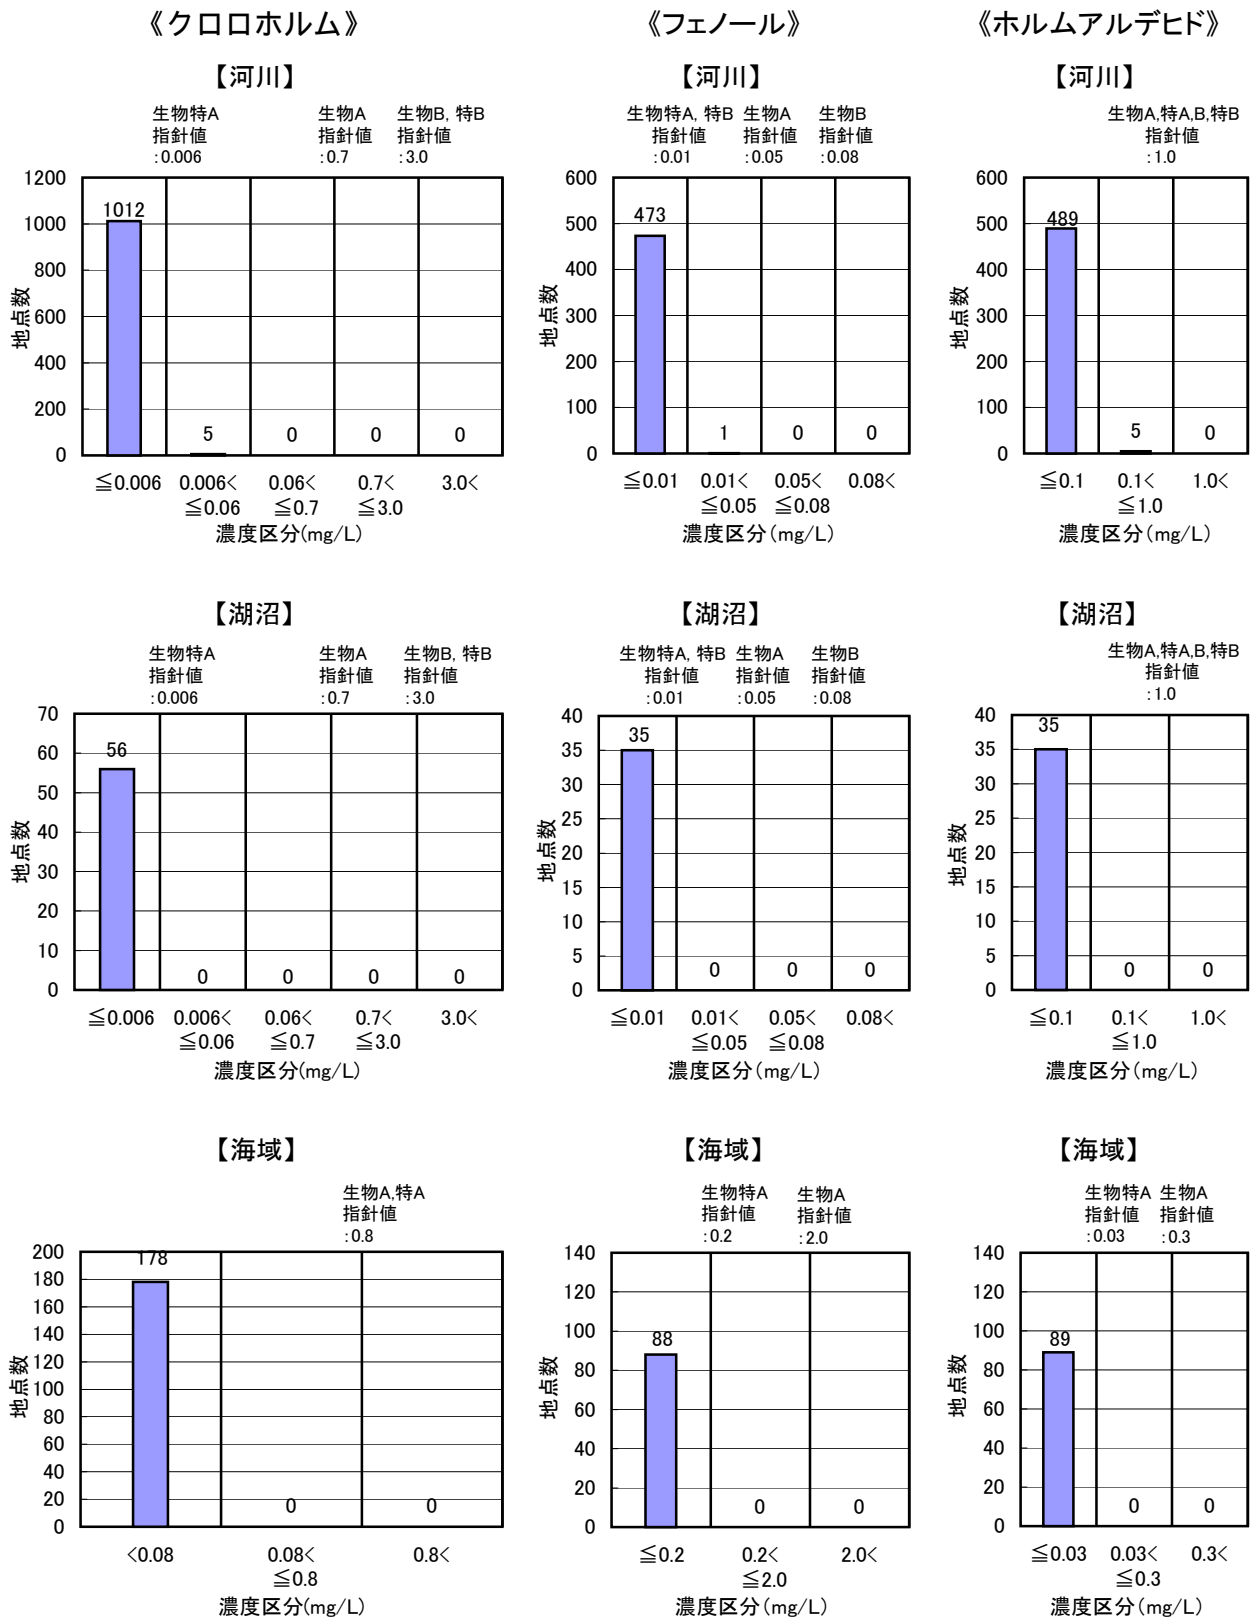 《クロロホルム》
【河川】
生物特A
指針値
:0.006
生物A
指針値
:0.7
生物B, 特B
指針値
:3.0
1200
1000
800
600
400
200
0
地点数
1012
5
0
0
0
≦0.006
0.006<
≦0.06
0.06<
≦0.7
0.7<
≦3.0
3.0<
濃度区分(mg/L)
《フェノール》
【河川】
生物特A, 特B
指針値
:0.01
生物A
指針値
:0.05
生物B
指針値
:0.08
600
500
400
300
200
100
0
地点数
473
1
0
0
≦0.01
0.01<
≦0.05
0.05<
≦0.08
0.08<
濃度区分(mg/L)
《ホルムアルデヒド》
【河川】
生物A,特A,B,特B
指針値
:1.0
600
500
400
300
200
100
0
地点数
489
5
0
≦0.1
0.1<
≦1.0
1.0<
濃度区分(mg/L)
【湖沼】
生物特A
指針値
:0.006
生物A
指針値
:0.7
生物B, 特B
指針値
:3.0
70
60
50
40
30
20
10
0
地点数
56
0
0
0
0
≦0.006
0.006<
≦0.06
0.06<
≦0.7
0.7<
≦3.0
3.0<
濃度区分(mg/L)
【湖沼】
生物特A, 特B
指針値
:0.01
生物A
指針値
:0.05
生物B
指針値
:0.08
40
35
30
25
20
15
10
5
0
地点数
35
0
0
0
≦0.01
0.01<
≦0.05
0.05<
≦0.08
0.08<
濃度区分(mg/L)
【湖沼】
生物A,特A,B,特B
指針値
:1.0
40
35
30
25
20
15
10
5
0
地点数
35
0
0
≦0.1
0.1<
≦1.0
1.0<
濃度区分(mg/L)
【海域】
生物A,特A
指針値
:0.8
200
180
160
140
120
100
80
60
40
20
0
地点数
178
0
0
<0.08
0.08<
≦0.8
0.8<
濃度区分(mg/L)
【海域】
生物特A
指針値
:0.2
生物A
指針値
:2.0
140
120
100
80
60
40
20
0
地点数
88
0
0
≦0.2
0.2<
≦2.0
2.0<
濃度区分(mg/L)
【海域】
生物特A
指針値
:0.03
生物A
指針値
:0.3
140
120
100
80
60
40
20
0
地点数
89
0
0
≦0.03
0.03<
≦0.3
0.3<
濃度区分(mg/L)